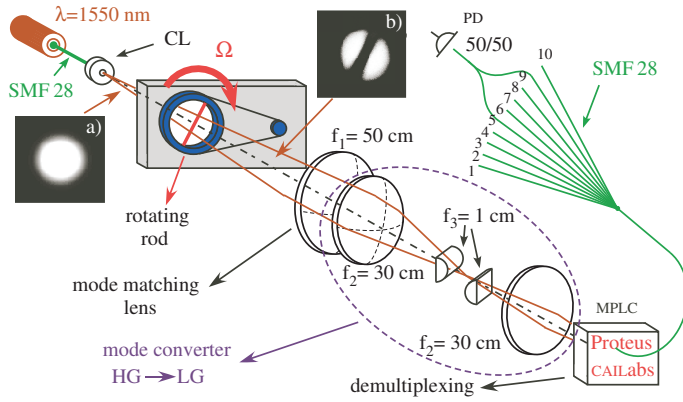 λ=1550 nm
CL
SMF 28
a)
Ω
b)
PD
50/50
10
9
8
7
6
5
4
3
2
1
SMF 28
f₁= 50 cm
rotating
rod
f₃= 1 cm
mode matching
lens
f₂= 30 cm
f₂= 30 cm
mode converter
HG → LG
MPLC
Proteus
CAILabs
demultiplexing